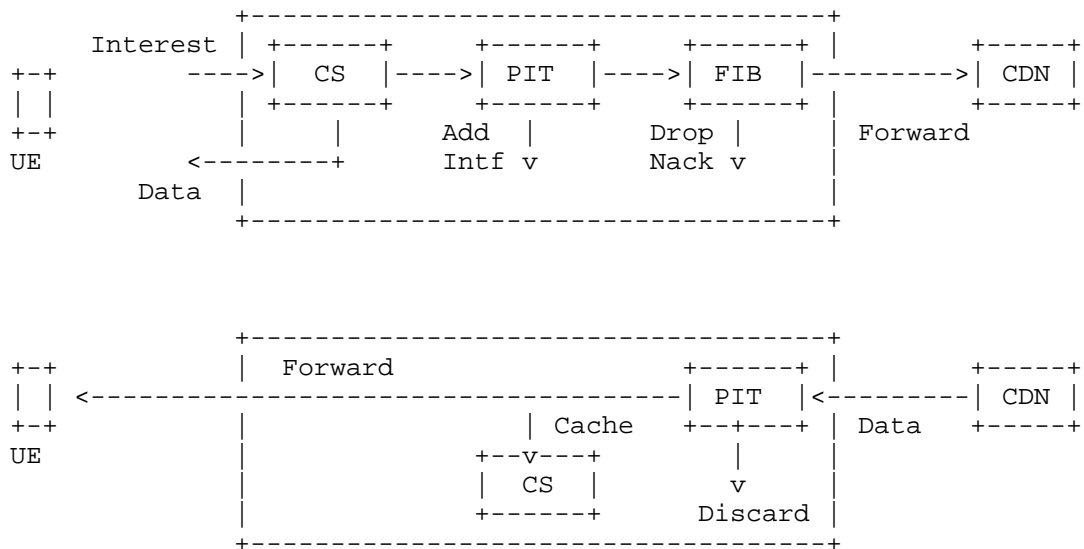 Interest
CS PIT FIB CDN
Add Drop Forward
UE Intf v Nack v
Data
Forward
PIT CDN
Cache Data
UE v
CS v
Discard